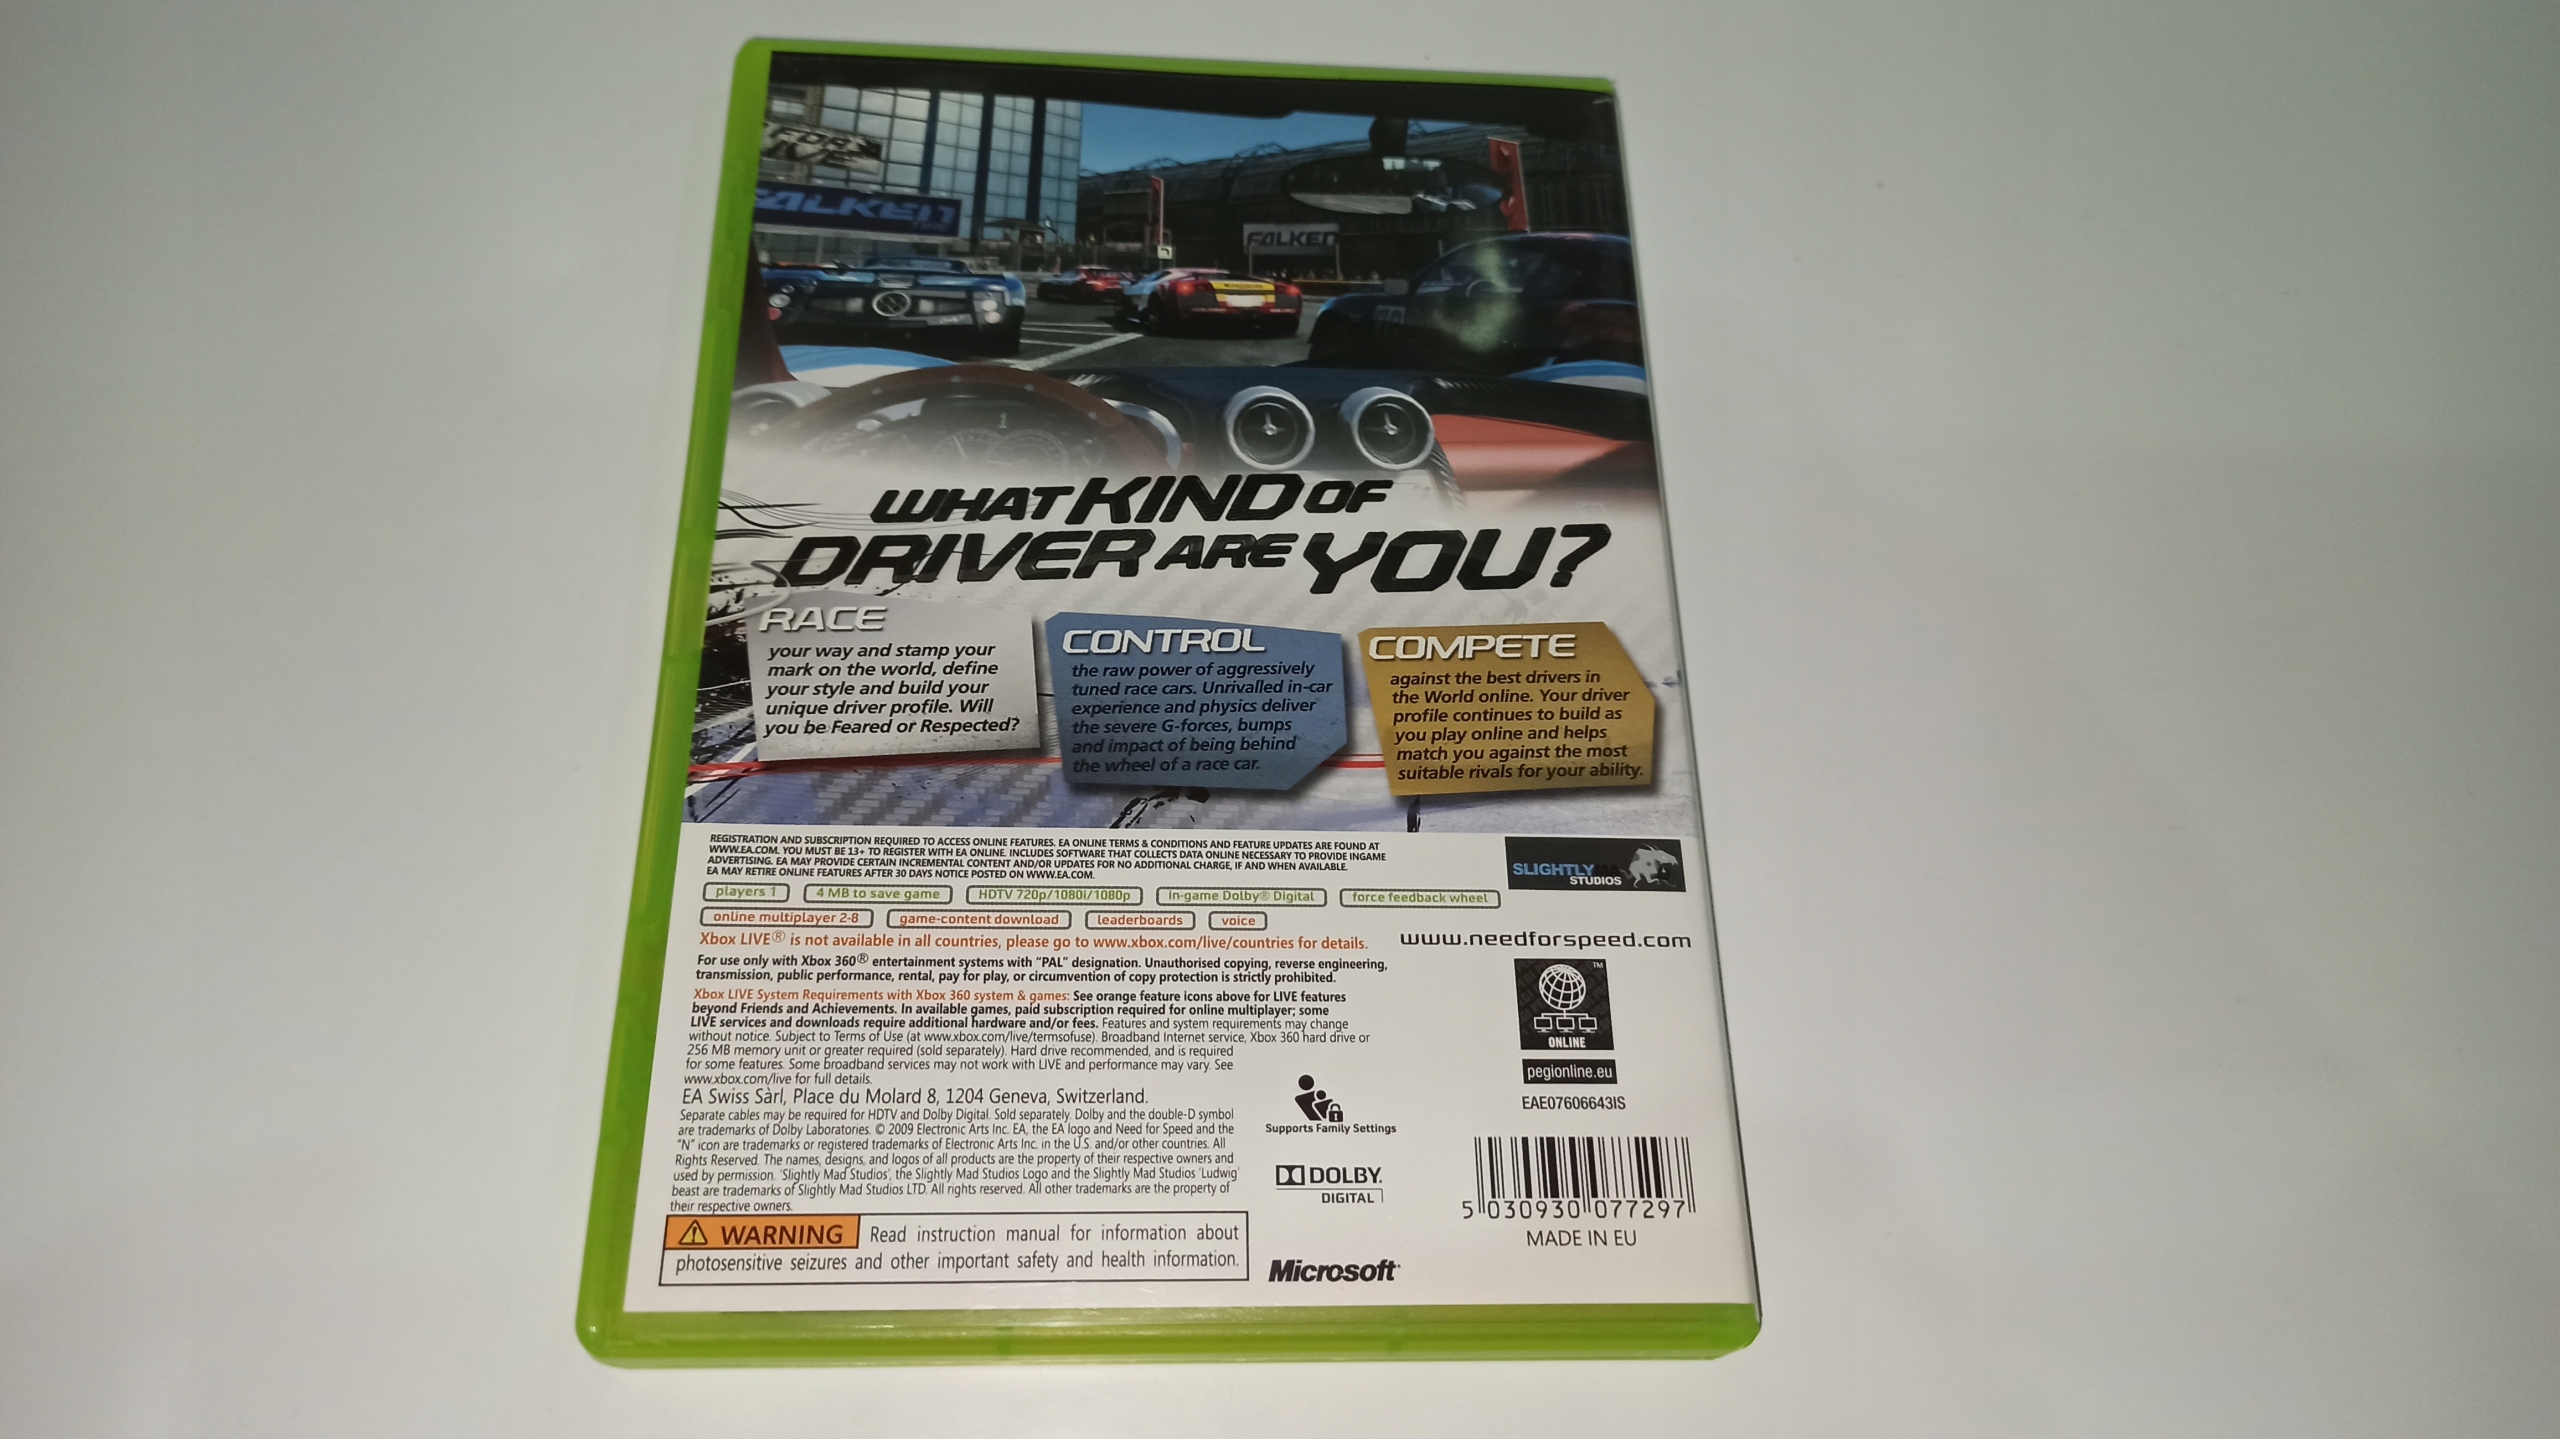 FALKEN
WHAT KIND OF
DRIVER ARE YOU?
RACE
your way and stamp your
mark on the world, define
your style and build your
unique driver profile. Will
you be Feared or Respected?
CONTROL
the raw power of aggressively
tuned race cars. Unrivalled in-car
experience and physics deliver
the severe G-forces, bumps
and impact of being behind
the wheel of a race car.
COMPETE
against the best drivers in
the World online. Your driver
profile continues to build as
you play online and helps
match you against the most
suitable rivals for your ability.
REGISTRATION AND SUBSCRIPTION REQUIRED TO ACCESS ONLINE FEATURES. EA ONLINE TERMS & CONDITIONS AND FEATURE UPDATES ARE FOUND AT
WWW.EA.COM. YOU MUST BE 13+ TO REGISTER WITH EA ONLINE. INCLUDES SOFTWARE THAT COLLECTS DATA ONLINE NECESSARY TO PROVIDE INGAME
ADVERTISING. EA MAY PROVIDE CERTAIN INCREMENTAL CONTENT AND/OR UPDATES FOR NO ADDITIONAL CHARGE, IF AND WHEN AVAILABLE.
EA MAY RETIRE ONLINE FEATURES AFTER 30 DAYS NOTICE POSTED ON WWW.EA.COM.
SLIGHTLY
STUDIOS
players 1 4 MB to save game HDTV 720p/1080i/1080p in-game Dolby® Digital force feedback wheel
online multiplayer 2-8 game-content download leaderboards voice
Xbox LIVE® is not available in all countries, please go to www.xbox.com/live/countries for details.
www.needforspeed.com
For use only with Xbox 360® entertainment systems with “PAL” designation. Unauthorised copying, reverse engineering,
transmission, public performance, rental, pay for play, or circumvention of copy protection is strictly prohibited.
Xbox LIVE System Requirements with Xbox 360 system & games: See orange feature icons above for LIVE features
beyond Friends and Achievements. In available games, paid subscription required for online multiplayer; some
LIVE services and downloads require additional hardware and/or fees. Features and system requirements may change
without notice. Subject to Terms of Use (at www.xbox.com/live/termsofuse). Broadband Internet service, Xbox 360 hard drive or
256 MB memory unit or greater required (sold separately). Hard drive recommended, and is required
for some features. Some broadband services may not work with LIVE and performance may vary. See
www.xbox.com/live for full details.
EA Swiss Sàrl, Place du Molard 8, 1204 Geneva, Switzerland.
Separate cables may be required for HDTV and Dolby Digital. Sold separately. Dolby and the double-D symbol
are trademarks of Dolby Laboratories. © 2009 Electronic Arts Inc. EA, the EA logo and Need for Speed and the
“N” icon are trademarks or registered trademarks of Electronic Arts Inc. in the U.S. and/or other countries. All
Rights Reserved. The names, designs, and logos of all products are the property of their respective owners and
used by permission. ‘Slightly Mad Studios’, the Slightly Mad Studios Logo and the Slightly Mad Studios ‘Ludwig’
beast are trademarks of Slightly Mad Studios LTD. All rights reserved. All other trademarks are the property of
their respective owners.
WARNING Read instruction manual for information about
photosensitive seizures and other important safety and health information.
Supports Family Settings
DOLBY
DIGITAL
Microsoft
TM
ONLINE
pegionline.eu
EAE07606643IS
5 030930 077297
MADE IN EU